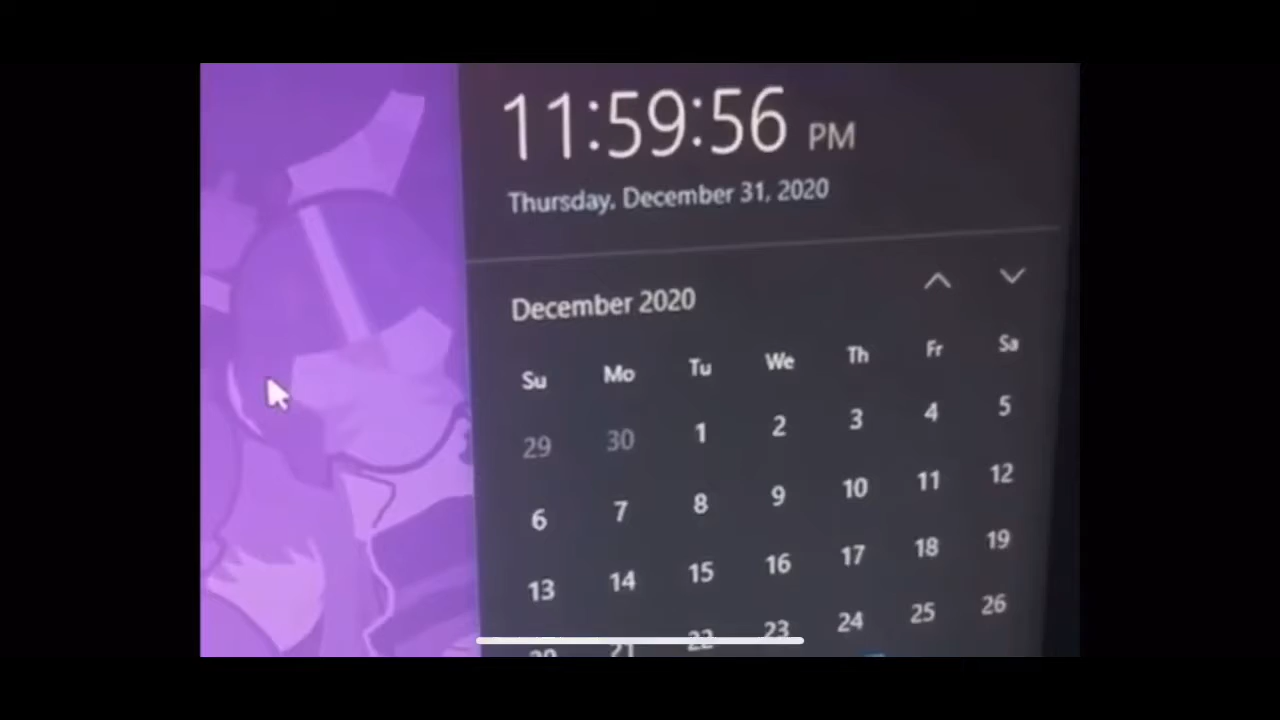 11:59:56 PM
Thursday, December 31, 2020
December 2020
Su Mo Tu We Th Fr Sa
29 30 1 2 3 4 5
6 7 8 9 10 11 12
13 14 15 16 17 18 19
20 21 22 23 24 25 26